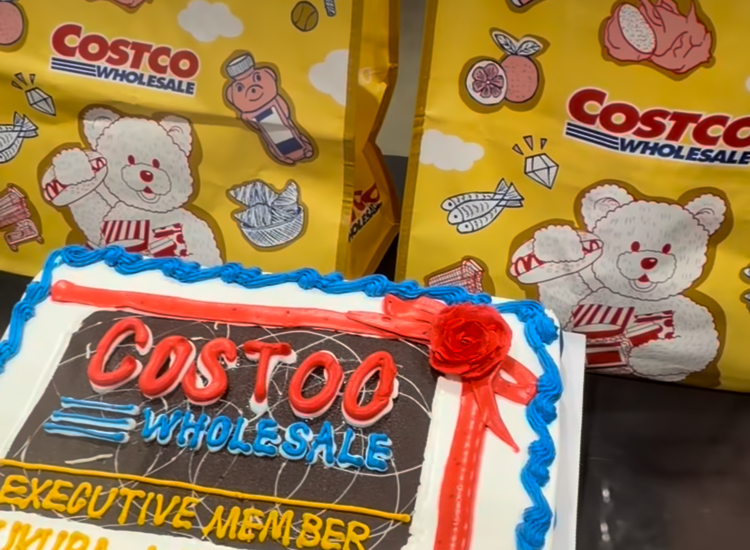 COSTCO
WHOLESALE
COSTCO
WHOLESALE
COSTOO
WHOLESALE
EXECUTIVE MEMBER